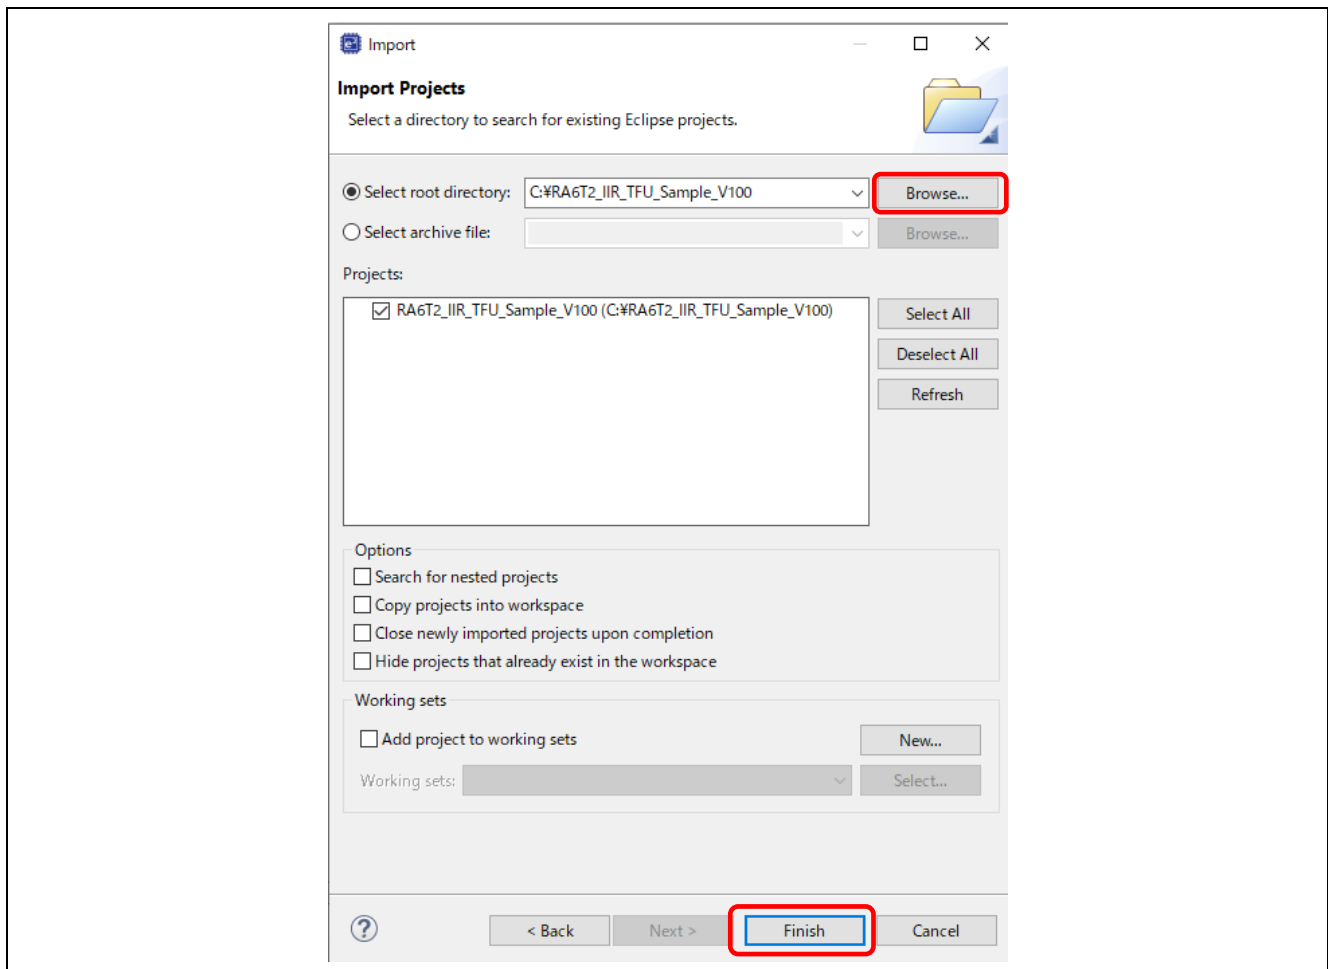 Import
Import Projects
Select a directory to search for existing Eclipse projects.
Select root directory: C:¥RA6T2_IIR_TFU_Sample_V100 Browse...
Select archive file: Browse...
Projects:
RA6T2_IIR_TFU_Sample_V100 (C:¥RA6T2_IIR_TFU_Sample_V100)
Select All
Deselect All
Refresh
Options
Search for nested projects
Copy projects into workspace
Close newly imported projects upon completion
Hide projects that already exist in the workspace
Working sets
Add project to working sets New...
Working sets: Select...
? < Back Next > Finish Cancel